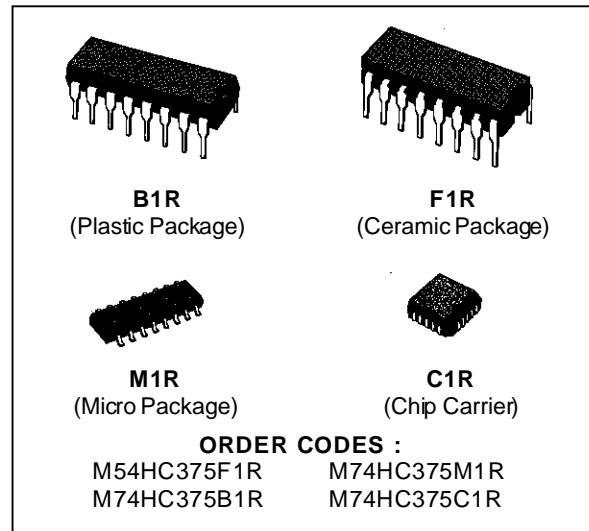 B1R
(Plastic Package)
F1R
(Ceramic Package)
M1R
(Micro Package)
C1R
(Chip Carrier)
ORDER CODES :
M54HC375F1R M74HC375M1R
M74HC375B1R M74HC375C1R